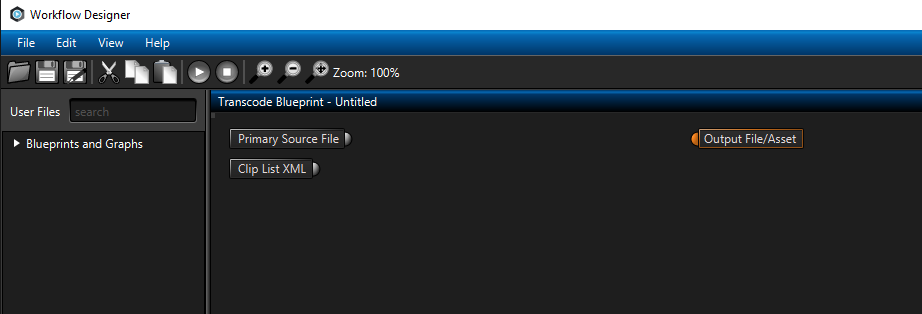 Workflow Designer
File Edit View Help
Zoom: 100%
User Files search
Transcode Blueprint - Untitled
Blueprints and Graphs
Primary Source File
Output File/Asset
Clip List XML